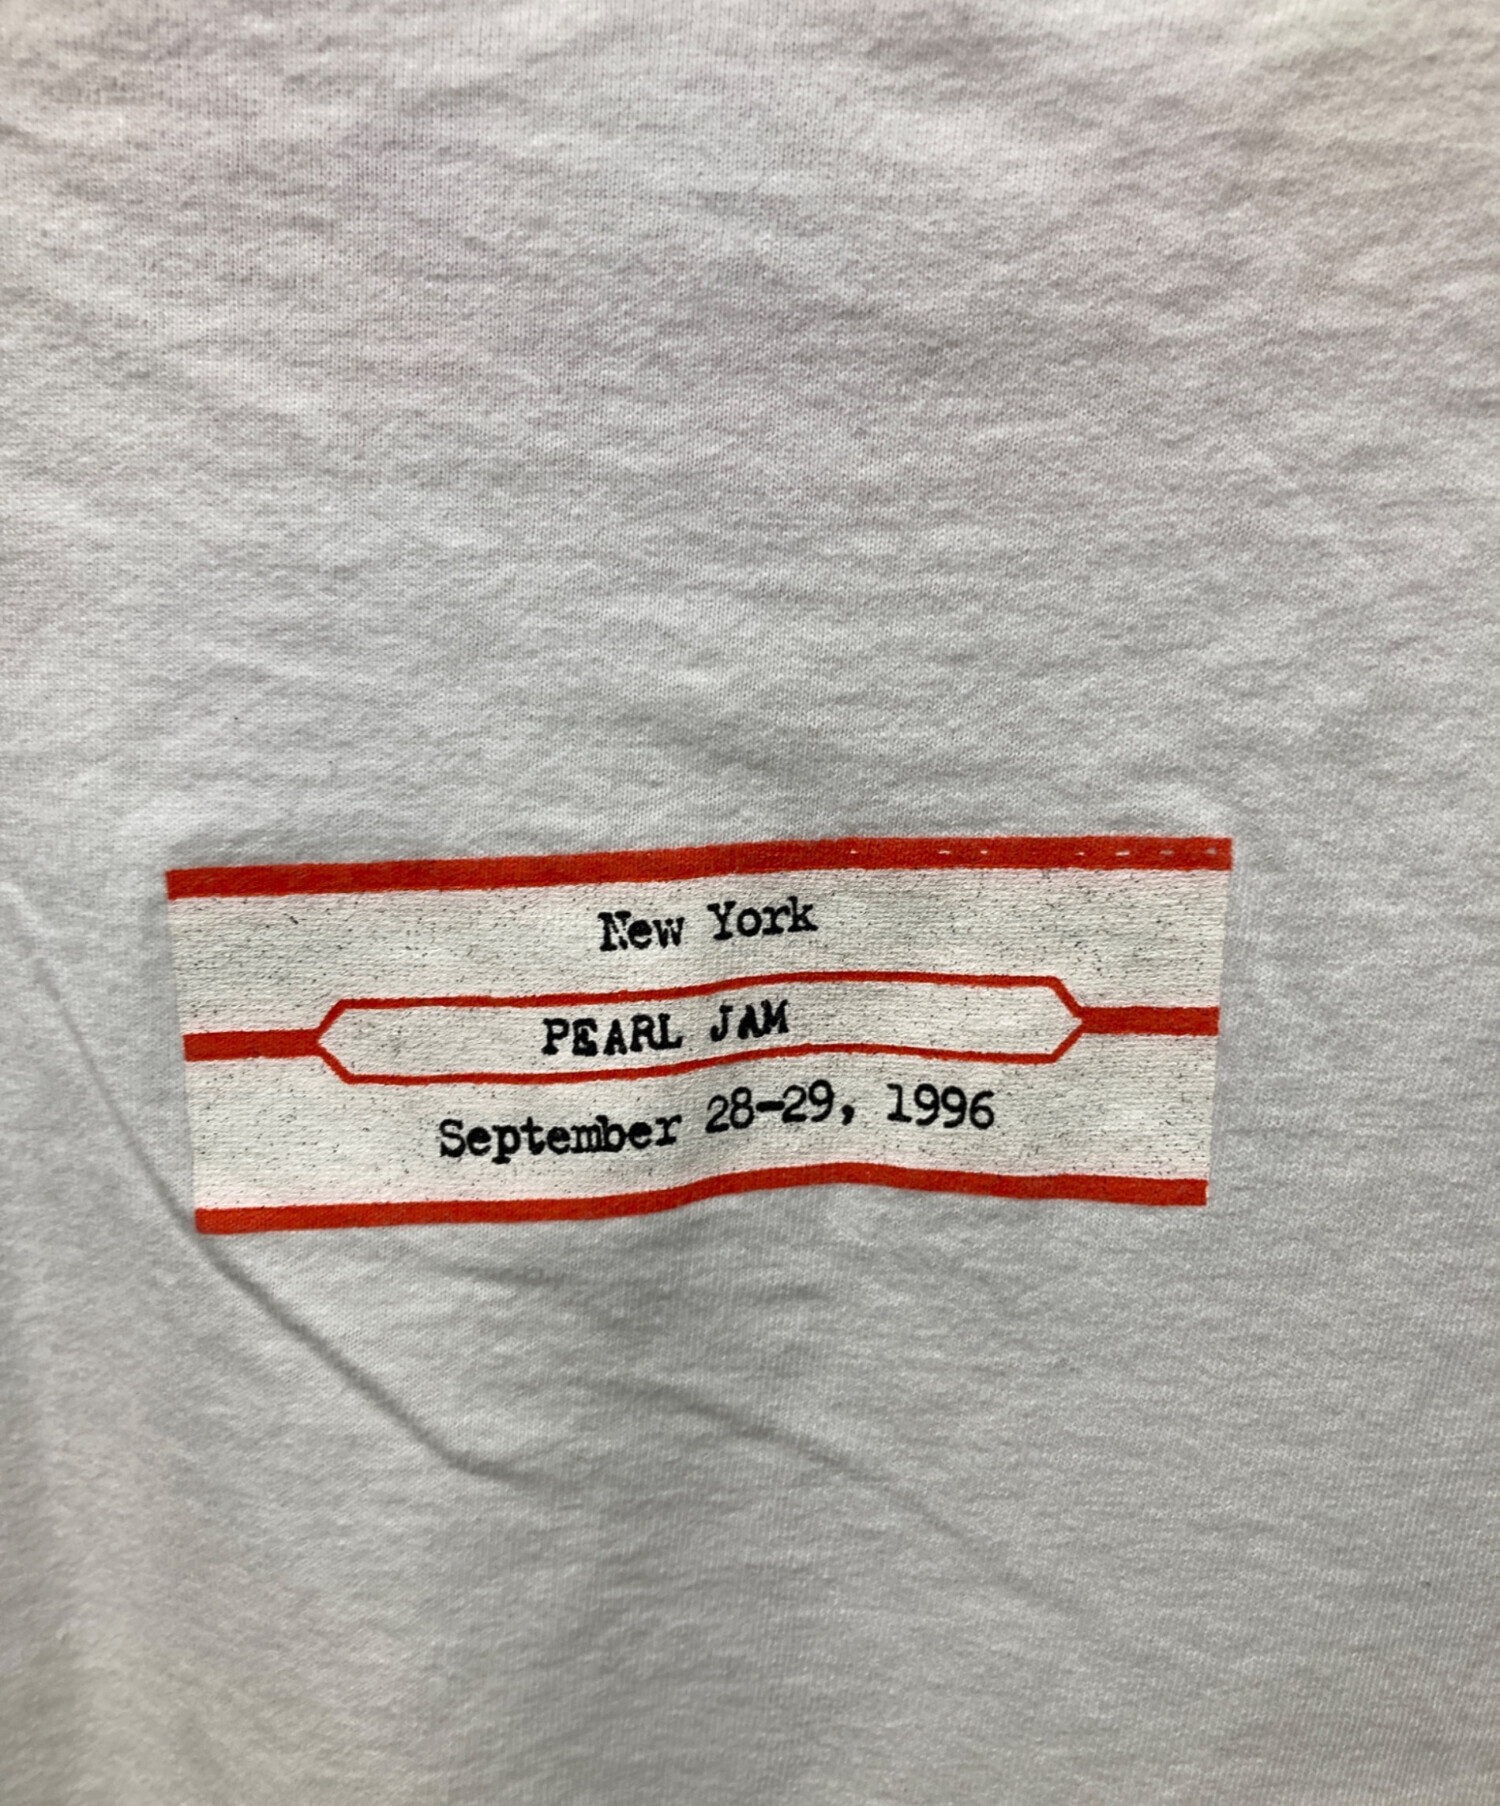 New York
PEARL JAM
September 28-29, 1996